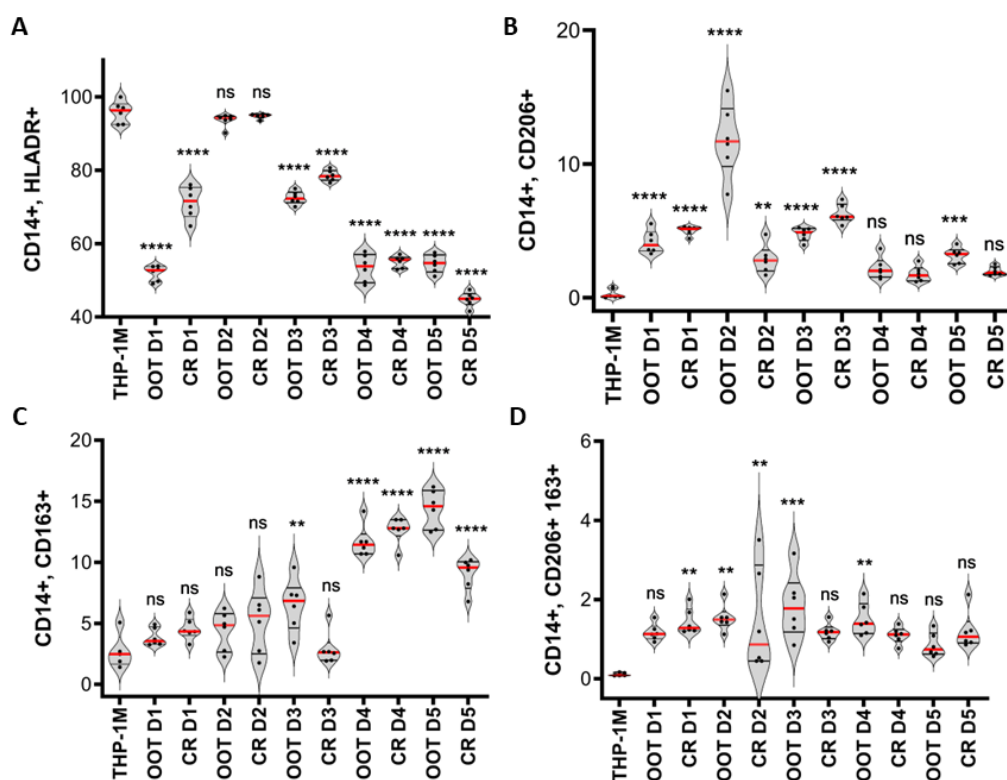 A
CD14+, HLADR+
100
80
60
40
****
****
ns
ns
****
****
****
****
****
****
THP-1M
OOT D1
CR D1
OOT D2
CR D2
OOT D3
CR D3
OOT D4
CR D4
OOT D5
CR D5
B
CD14+, CD206+
20
10
0
****
****
****
**
****
****
ns
ns
***
ns
THP-1M
OOT D1
CR D1
OOT D2
CR D2
OOT D3
CR D3
OOT D4
CR D4
OOT D5
CR D5
C
CD14+, CD163+
20
15
10
5
0
ns
ns
ns
ns
**
ns
****
****
****
****
THP-1M
OOT D1
CR D1
OOT D2
CR D2
OOT D3
CR D3
OOT D4
CR D4
OOT D5
CR D5
D
CD14+, CD206+ 163+
6
4
2
0
ns
**
**
**
***
ns
**
ns
ns
ns
THP-1M
OOT D1
CR D1
OOT D2
CR D2
OOT D3
CR D3
OOT D4
CR D4
OOT D5
CR D5